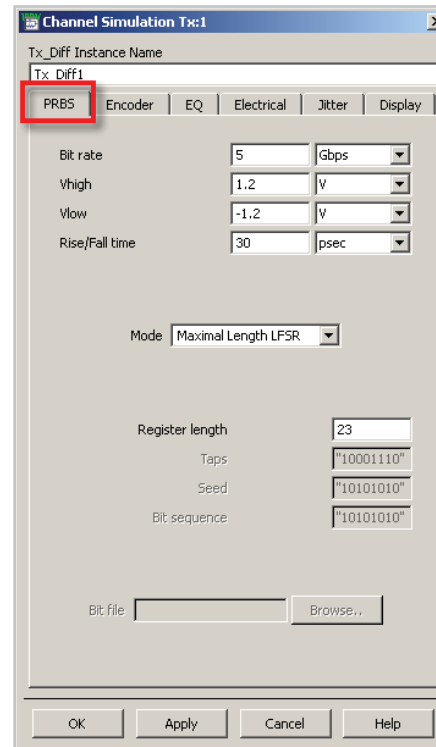 Channel Simulation Tx:1
Tx_Diff Instance Name
Tx_Diff1
PRBS Encoder EQ Electrical Jitter Display
Bit rate 5 Gbps
Vhigh 1.2 V
Vlow -1.2 V
Rise/Fall time 30 psec
Mode Maximal Length LFSR
Register length 23
Taps "10001110"
Seed "10101010"
Bit sequence "10101010"
Bit file Browse..
OK Apply Cancel Help